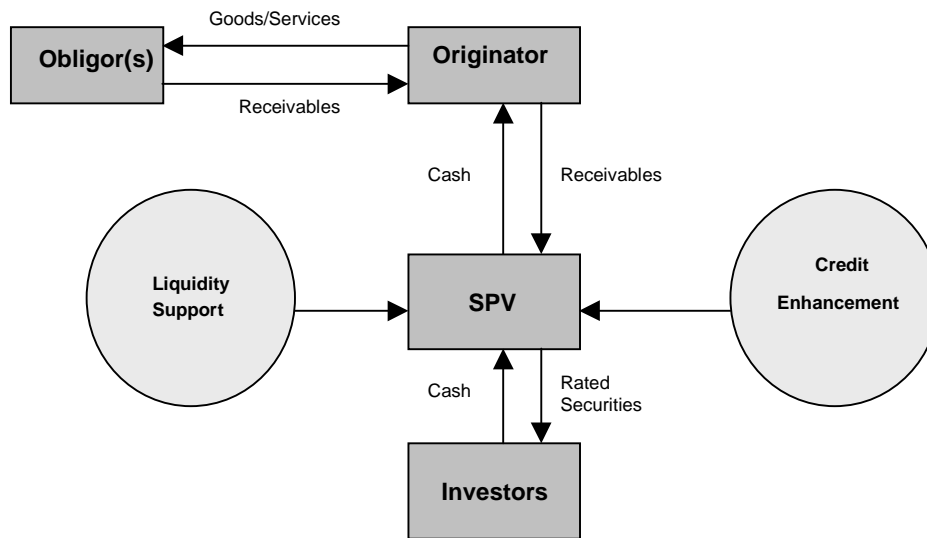 Goods/Services
Obligor(s)
Originator
Receivables
Cash
Receivables
Liquidity
Support
SPV
Credit
Enhancement
Cash
Rated
Securities
Investors